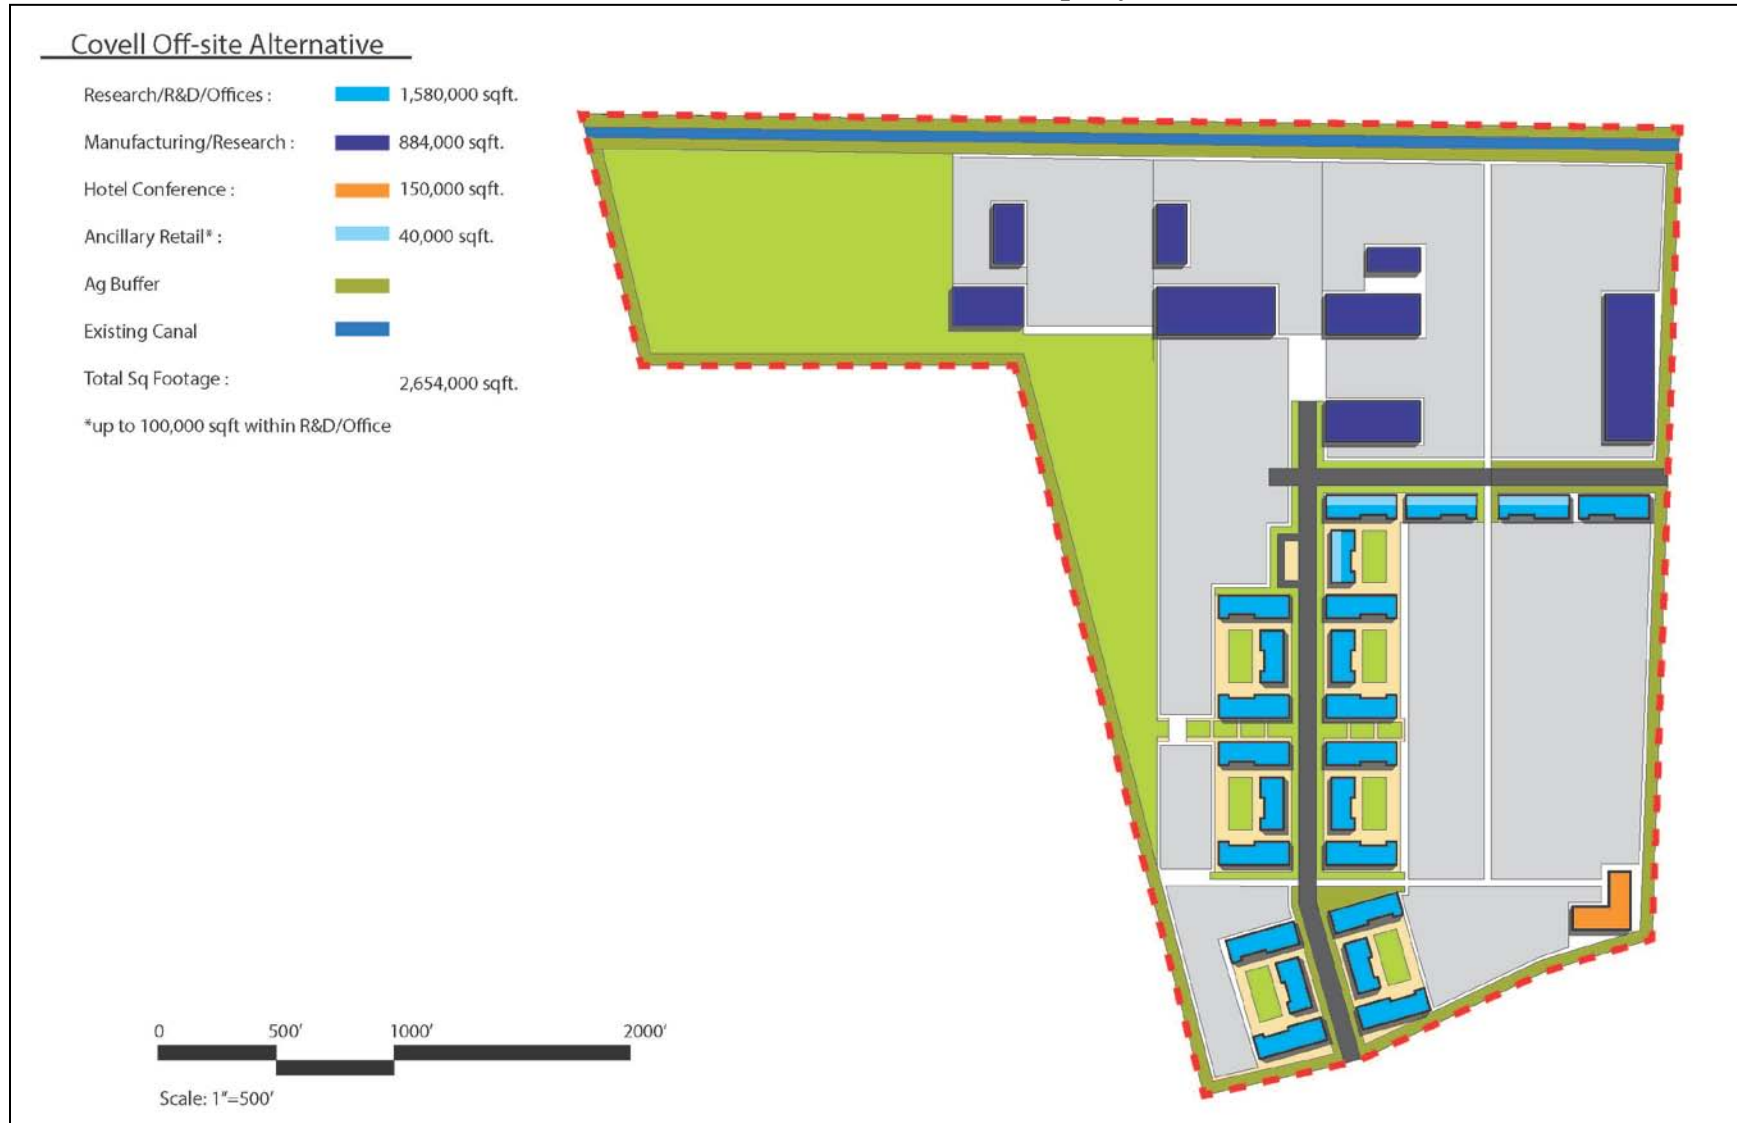 Covell Off-site Alternative
Research/R&D/Offices : 1,580,000 sqft.
Manufacturing/Research : 884,000 sqft.
Hotel Conference : 150,000 sqft.
Ancillary Retail* : 40,000 sqft.
Ag Buffer
Existing Canal
Total Sq Footage : 2,654,000 sqft.
*up to 100,000 sqft within R&D/Office
0 500' 1000' 2000'
Scale: 1"=500'